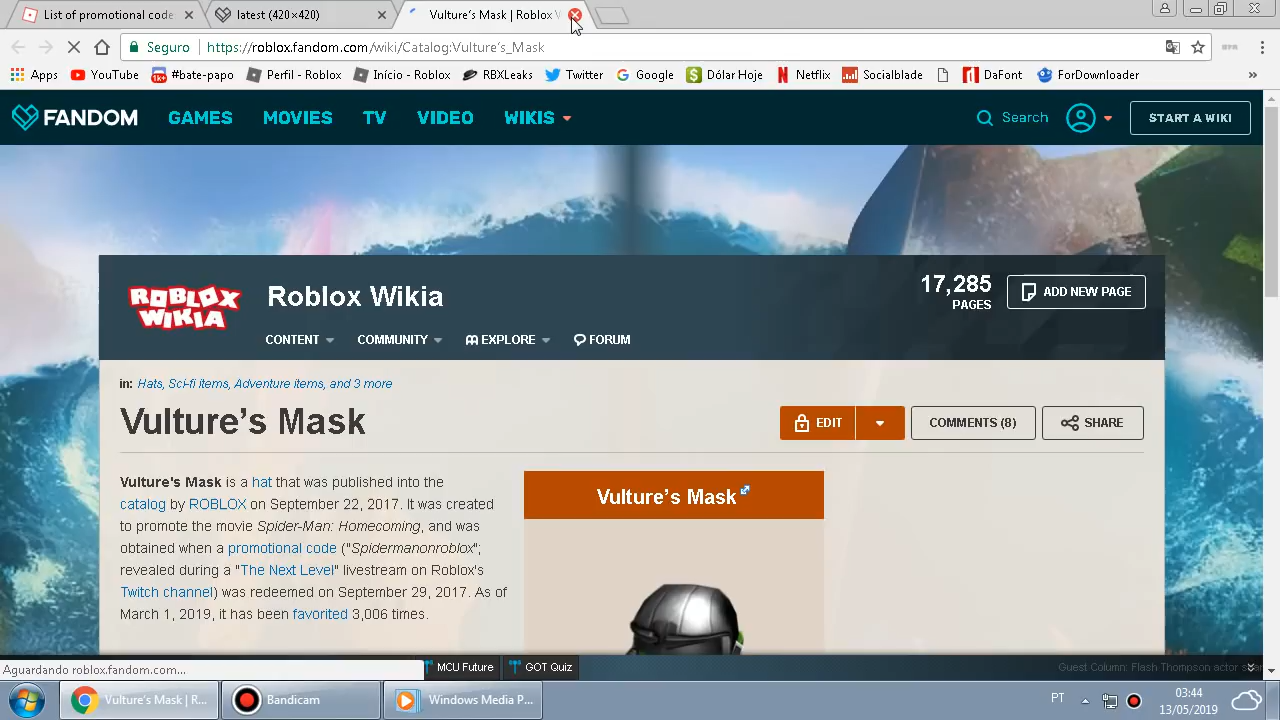 List of promotional codes
latest (420×420)
Vulture's Mask | Roblox W
Seguro
https://roblox.fandom.com/wiki/Catalog:Vulture's_Mask
Apps
YouTube
#bate-papo
Perfil - Roblox
Início - Roblox
RBXLeaks
Twitter
Google
Dólar Hoje
Netflix
Socialblade
DaFont
ForDownloader
»
FANDOM
GAMES
MOVIES
TV
VIDEO
WIKIS
Search
START A WIKI
ROBLOX
WIKIA
Roblox Wikia
17,285
PAGES
ADD NEW PAGE
CONTENT
COMMUNITY
EXPLORE
FORUM
in: Hats, Sci-fi items, Adventure items, and 3 more
Vulture's Mask
EDIT
COMMENTS (8)
SHARE
Vulture's Mask is a hat that was published into the
catalog by ROBLOX on September 22, 2017. It was created
to promote the movie Spider-Man: Homecoming, and was
obtained when a promotional code ("Spidermanonroblox";
revealed during a "The Next Level" livestream on Roblox's
Twitch channel) was redeemed on September 29, 2017. As of
March 1, 2019, it has been favorited 3,006 times.
Vulture's Mask
Aguardando roblox.fandom.com...
MCU Future
GOT Quiz
Guest Column: Flash Thompson actor
Vulture's Mask | R...
Bandicam
Windows Media P...
PT
03:44
13/05/2019